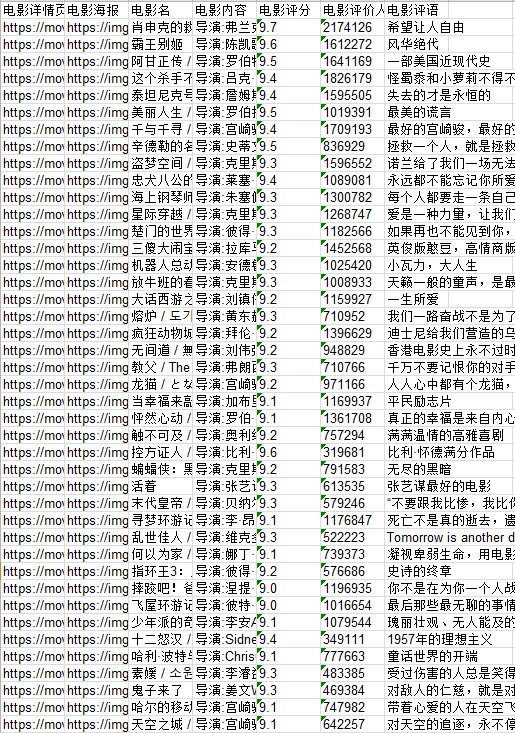 电影详情页 电影海报 电影名 电影内容 电影评分 电影评价人 电影评语
https://mov https://img 肖申克的救 导演:弗兰 9.7 2174126 希望让人自由
https://mov https://img 霸王别姬 导演:陈凯 9.6 1612272 风华绝代
https://mov https://img 阿甘正传 / 导演:罗伯 9.5 1641169 一部美国近现代史
https://mov https://img 这个杀手不 导演:吕克· 9.4 1826179 怪蜀黍和小萝莉不得不
https://mov https://img 泰坦尼克号 导演:詹姆 9.4 1595505 失去的才是永恒的
https://mov https://img 美丽人生 / 导演:罗伯 9.5 1019391 最美的谎言
https://mov https://img 千与千寻 / 导演:宫崎骏 9.4 1709193 最好的宫崎骏，最好的
https://mov https://img 辛德勒的名 导演:史蒂 9.5 836929 拯救一个人，就是拯救
https://mov https://img 盗梦空间 / 导演:克里 9.3 1596552 诺兰给了我们一场无法
https://mov https://img 忠犬八公的 导演:莱塞· 9.4 1089081 永远都不能忘记你所爱
https://mov https://img 海上钢琴师 导演:朱塞 9.3 1300782 每个人都要走一条自己
https://mov https://img 星际穿越 / 导演:克里 9.3 1268747 爱是一种力量，让我们
https://mov https://img 楚门的世界 导演:彼得· 9.3 1182566 如果再也不能见到你，
https://mov https://img 三傻大闹宝 导演:拉库 9.2 1452568 英俊版憨豆，高情商版
https://mov https://img 机器人总动 导演:安德 9.3 1025420 小瓦力，大人生
https://mov https://img 放牛班的春 导演:克里 9.3 1008933 天籁一般的童声，是最
https://mov https://img 大话西游之 导演:刘镇 9.2 1159927 一生所爱
https://mov https://img 熔炉 / 도가 导演:黄东 9.3 710952 我们一路奋战不是为了
https://mov https://img 疯狂动物城 导演:拜伦· 9.2 1396629 迪士尼给我们营造的乌
https://mov https://img 无间道 / 無 导演:刘伟 9.2 948829 香港电影史上永不过时
https://mov https://img 教父 / The 导演:弗朗 9.3 710766 千万不要记恨你的对手
https://mov https://img 龙猫 / とな 导演:宫崎骏 9.2 971166 人人心中都有个龙猫，
https://mov https://img 当幸福来敲 导演:加布 9.1 1169937 平民励志片
https://mov https://img 怦然心动 / 导演:罗伯· 9.1 1361708 真正的幸福是来自内心
https://mov https://img 触不可及 / 导演:奥利 9.2 757294 满满温情的高雅喜剧
https://mov https://img 控方证人 / 导演:比利· 9.6 319681 比利·怀德满分作品
https://mov https://img 蝙蝠侠：黑 导演:克里 9.2 791583 无尽的黑暗
https://mov https://img 活着 导演:张艺 9.3 613535 张艺谋最好的电影
https://mov https://img 末代皇帝 / 导演:贝纳 9.3 579246 “不要跟我比惨，我比你
https://mov https://img 寻梦环游记 导演:李·昂 9.1 1176847 死亡不是真的逝去，遗
https://mov https://img 乱世佳人 / 导演:维克多 9.3 522223 Tomorrow is another d
https://mov https://img 何以为家 / 导演:娜丁· 9.1 739373 凝视卑弱生命，用电影
https://mov https://img 指环王3： 导演:彼得· 9.2 576686 史诗的终章
https://mov https://img 摔跤吧！爸 导演:涅提· 9.0 1196935 你不是在为你一个人战
https://mov https://img 飞屋环游记 导演:彼特· 9.0 1016654 最后那些最无聊的事情
https://mov https://img 少年派的奇 导演:李安 9.1 1079544 瑰丽壮观、无人能及的
https://mov https://img 十二怒汉 / 导演:Sidne 9.4 349111 1957年的理想主义
https://mov https://img 哈利·波特与 导演:Chris 9.1 777663 童话世界的开端
https://mov https://img 素媛 / 소원 导演:李濬益 9.3 483385 受过伤害的人总是笑得
https://mov https://img 鬼子来了 导演:姜文 9.3 469384 对敌人的仁慈，就是对
https://mov https://img 哈尔的移动 导演:宫崎骏 9.1 747982 带着心爱的人在天空飞
https://mov https://img 天空之城 / 导演:宫崎骏 9.1 642257 对天空的追逐，永不停